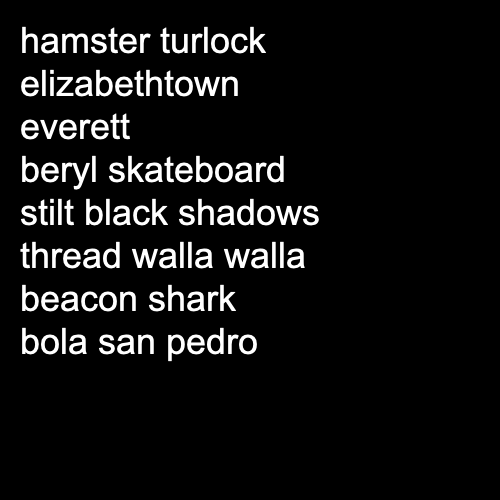 hamster turlock
elizabethtown
everett
beryl skateboard
stilt black shadows
thread walla walla
beacon shark
bola san pedro